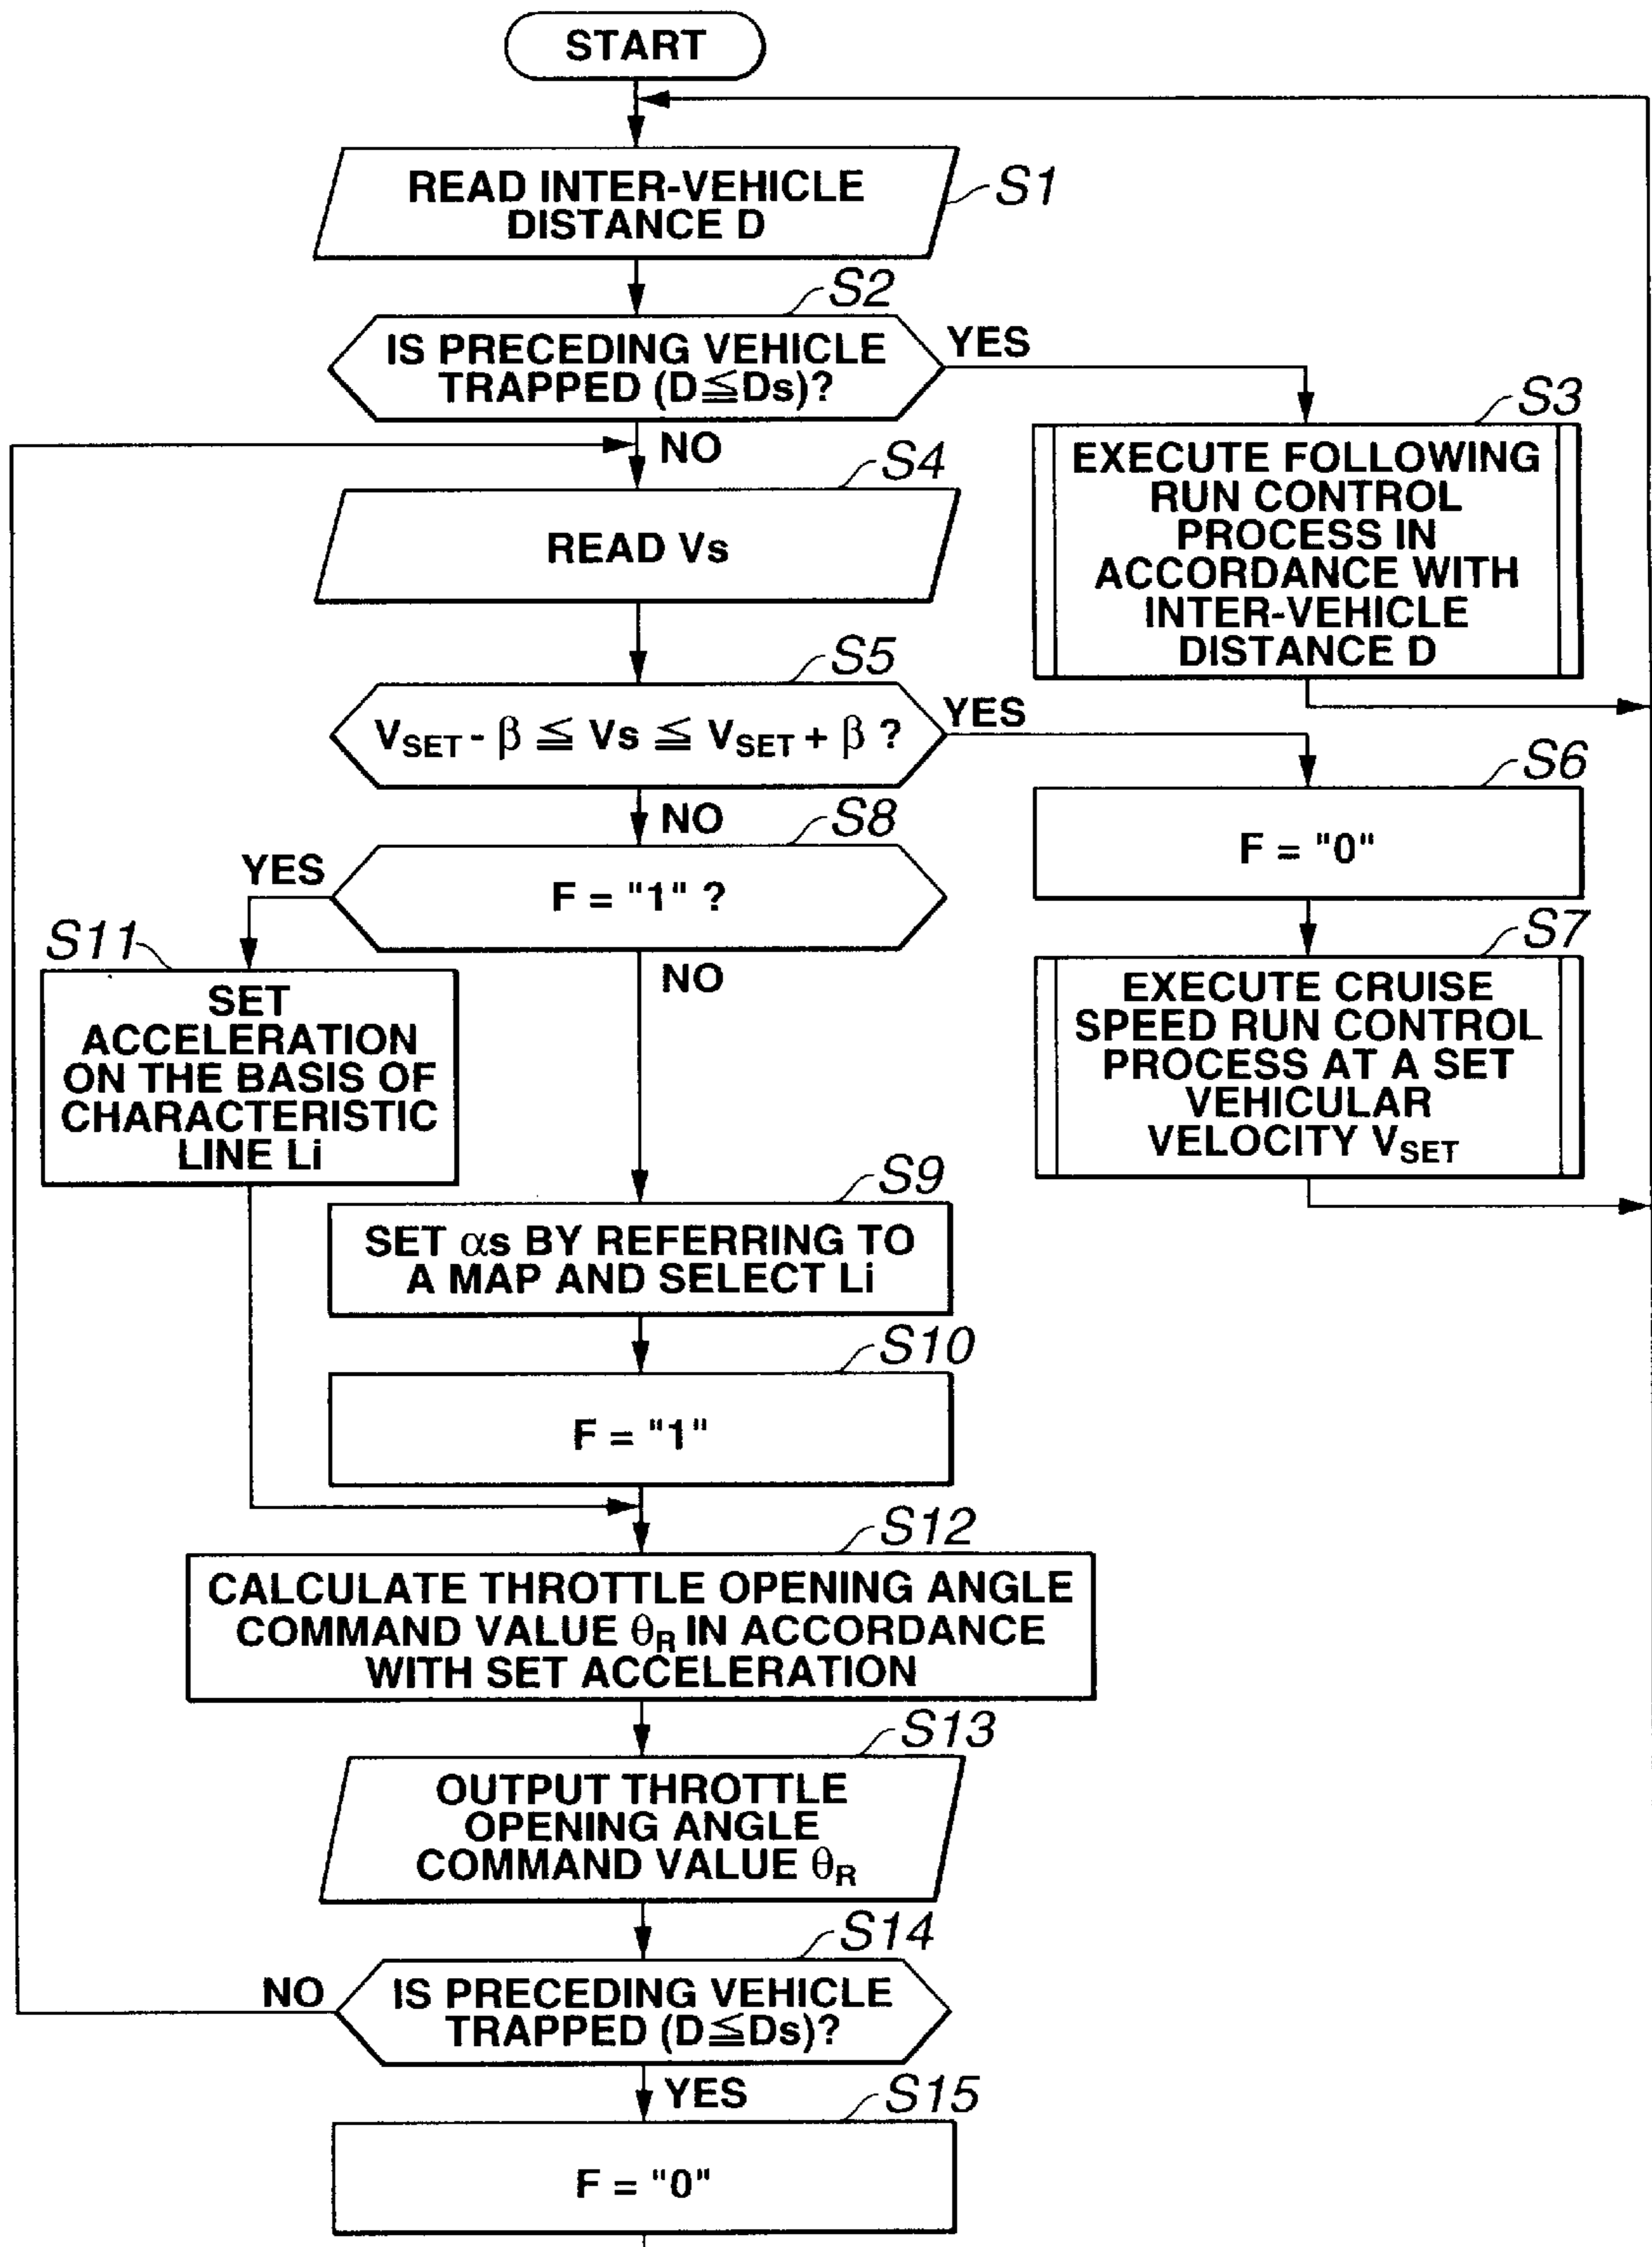 START
READ INTER-VEHICLE
DISTANCE D
S1
S2
IS PRECEDING VEHICLE
TRAPPED (D≦Ds)?
YES
NO
S3
EXECUTE FOLLOWING
RUN CONTROL
PROCESS IN
ACCORDANCE WITH
INTER-VEHICLE
DISTANCE D
S4
READ Vs
S5
VSET - β ≦ Vs ≦ VSET + β ?
YES
NO
S6
F = "0"
S7
EXECUTE CRUISE
SPEED RUN CONTROL
PROCESS AT A SET
VEHICULAR
VELOCITY VSET
S8
F = "1" ?
YES
NO
S11
SET
ACCELERATION
ON THE BASIS OF
CHARACTERISTIC
LINE Li
S9
SET αs BY REFERRING TO
A MAP AND SELECT Li
S10
F = "1"
S12
CALCULATE THROTTLE OPENING ANGLE
COMMAND VALUE θR IN ACCORDANCE
WITH SET ACCELERATION
S13
OUTPUT THROTTLE
OPENING ANGLE
COMMAND VALUE θR
S14
IS PRECEDING VEHICLE
TRAPPED (D≦Ds)?
NO
YES
S15
F = "0"